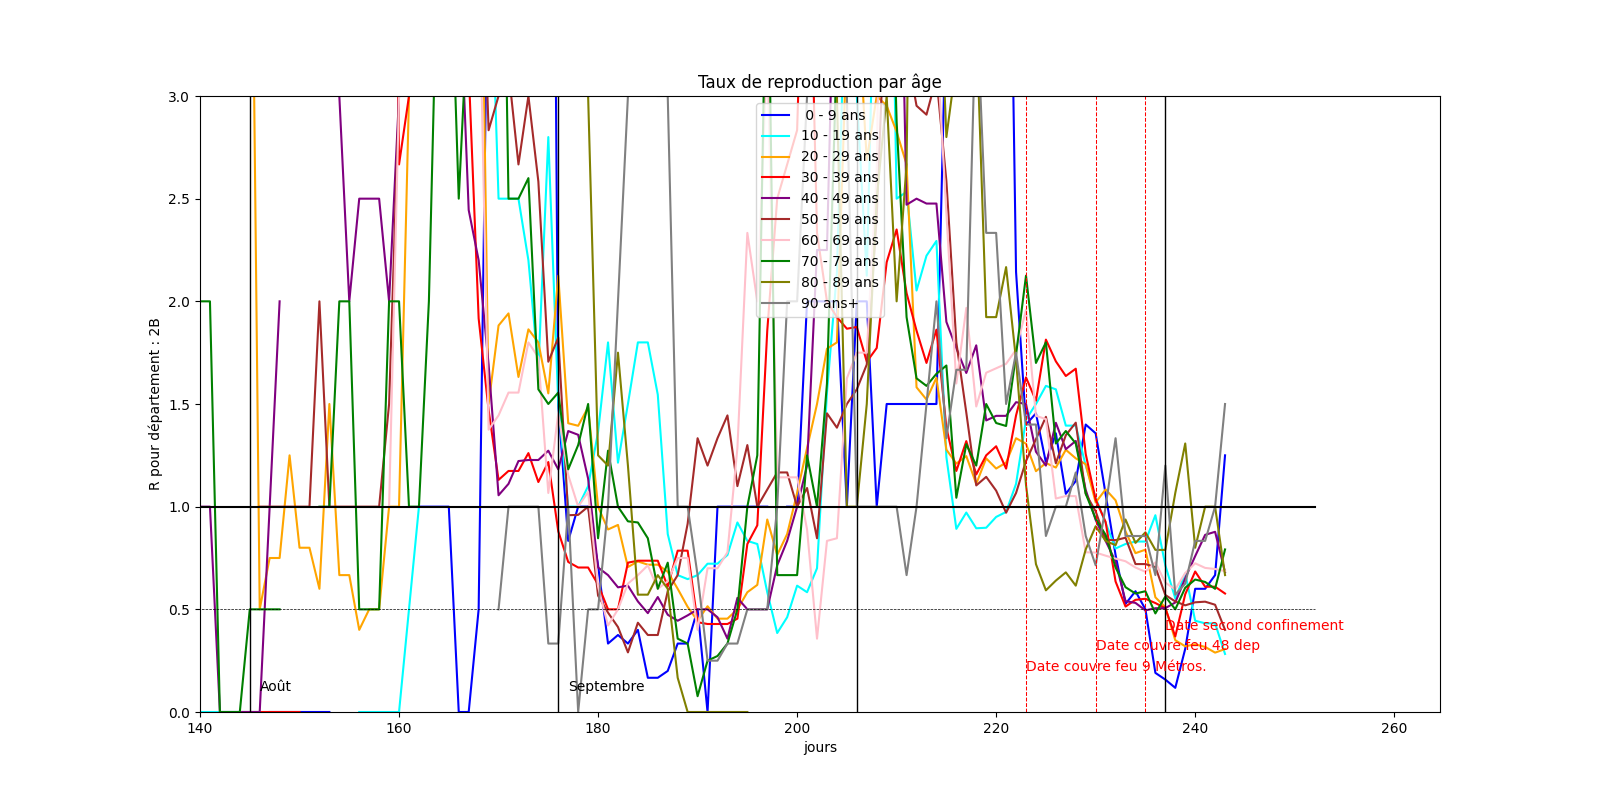 Taux de reproduction par âge
R pour département : 2B
3.0
2.5
2.0
1.5
1.0
0.5
0.0
0 - 9 ans
10 - 19 ans
20 - 29 ans
30 - 39 ans
40 - 49 ans
50 - 59 ans
60 - 69 ans
70 - 79 ans
80 - 89 ans
90 ans+
Date second confinement
Date couvre feu 48 dep
Date couvre feu 9 Métros.
Août
Septembre
140
160
180
200
220
240
260
jours